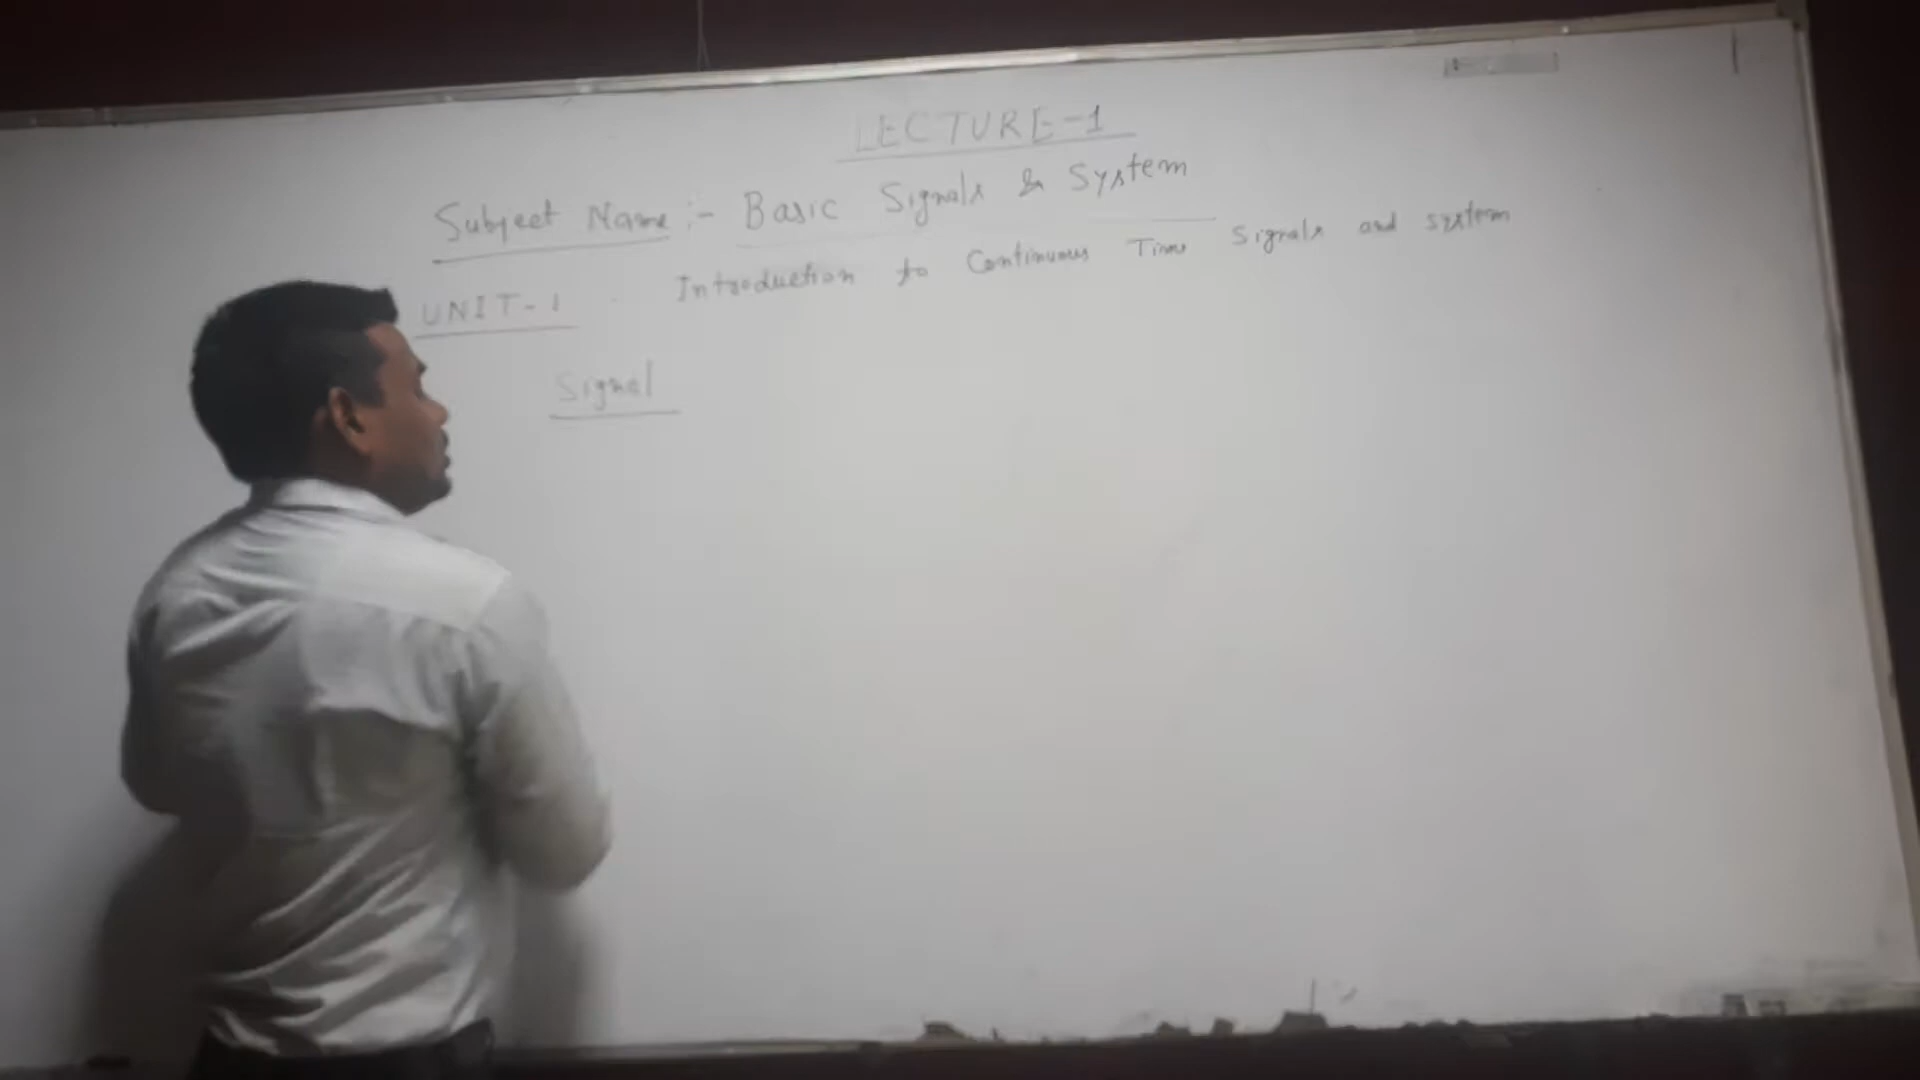 LECTURE-1
Subject Name :- Basic Signals & System
UNIT-1 Introduction to Continuous Time Signals and system
Signal